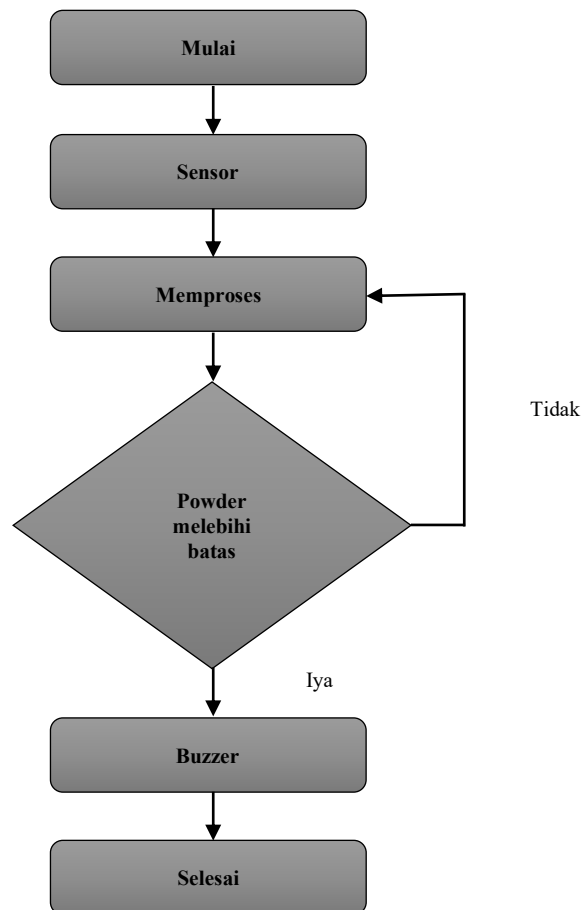 Mulai
Sensor
Memproses
Tidak
Powder
melebihi
batas
Iya
Buzzer
Selesai